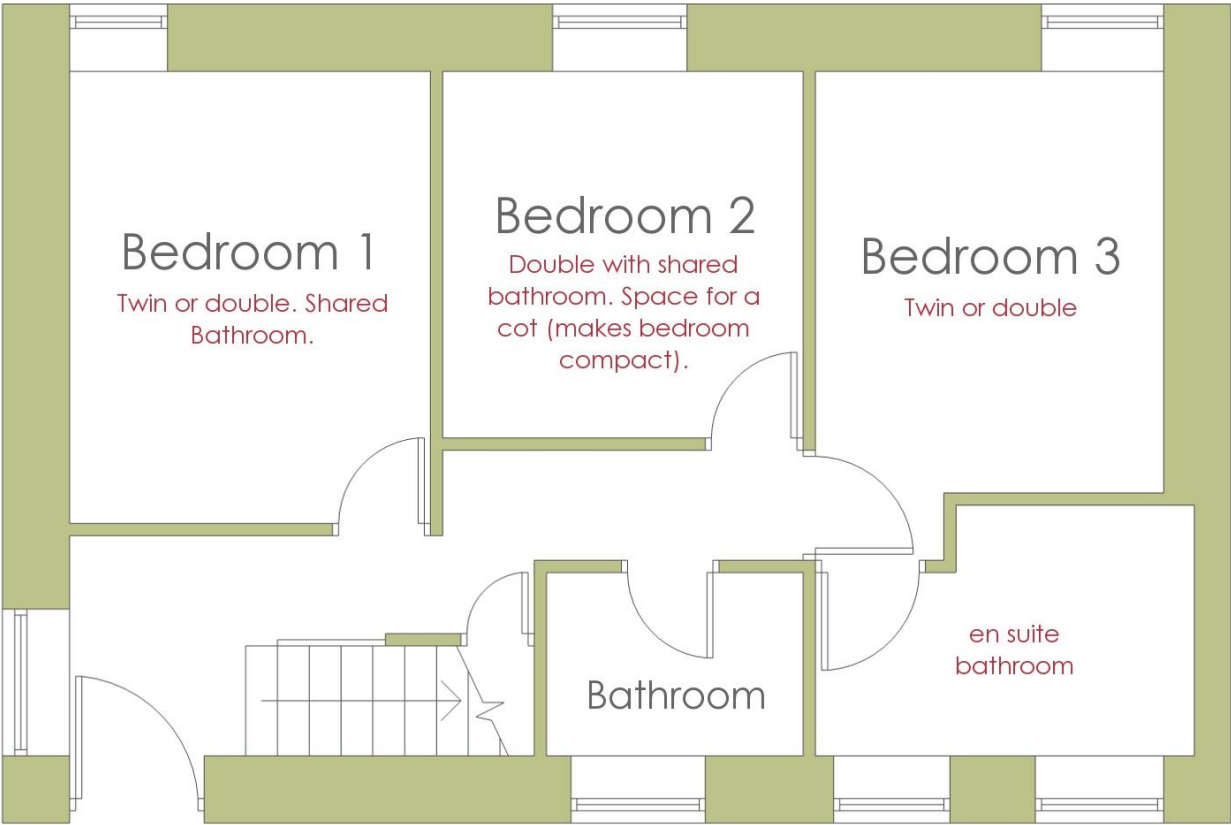 Bedroom 1
Twin or double. Shared
Bathroom.
Bedroom 2
Double with shared
bathroom. Space for a
cot (makes bedroom
compact).
Bedroom 3
Twin or double
en suite
bathroom
Bathroom